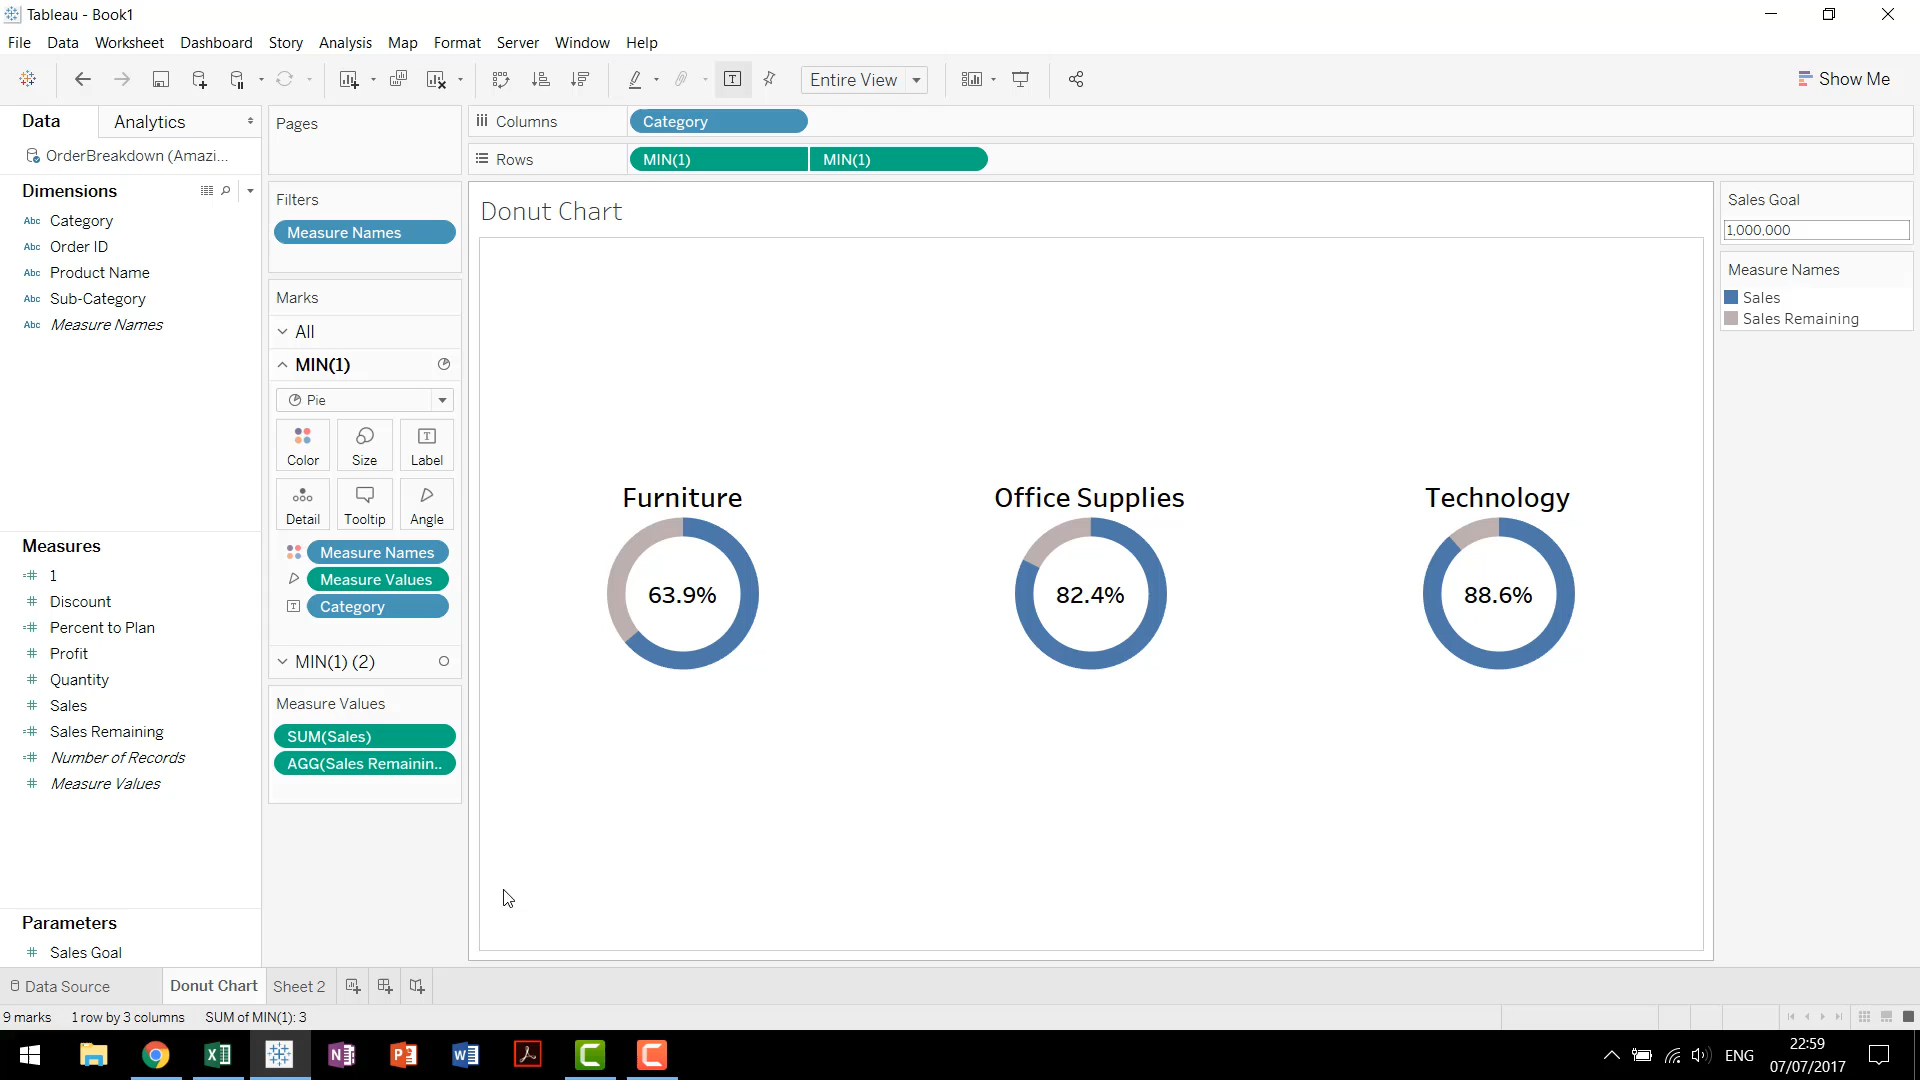 Tableau - Book1
File Data Worksheet Dashboard Story Analysis Map Format Server Window Help
Entire View
Show Me
Data Analytics
OrderBreakdown (Amazi...
Dimensions
Abc Category
Abc Order ID
Abc Product Name
Abc Sub-Category
Abc Measure Names
Measures
1
Discount
Percent to Plan
Profit
Quantity
Sales
Sales Remaining
Number of Records
Measure Values
Parameters
Sales Goal
Pages
Filters
Measure Names
Marks
All
MIN(1)
Pie
Color Size Label
Detail Tooltip Angle
Measure Names
Measure Values
Category
MIN(1) (2)
Measure Values
SUM(Sales)
AGG(Sales Remainin..
Columns Category
Rows MIN(1) MIN(1)
Donut Chart
Furniture Office Supplies Technology
63.9% 82.4% 88.6%
Sales Goal
1,000,000
Measure Names
Sales
Sales Remaining
Data Source Donut Chart Sheet 2
9 marks 1 row by 3 columns SUM of MIN(1): 3
ENG
22:59
07/07/2017